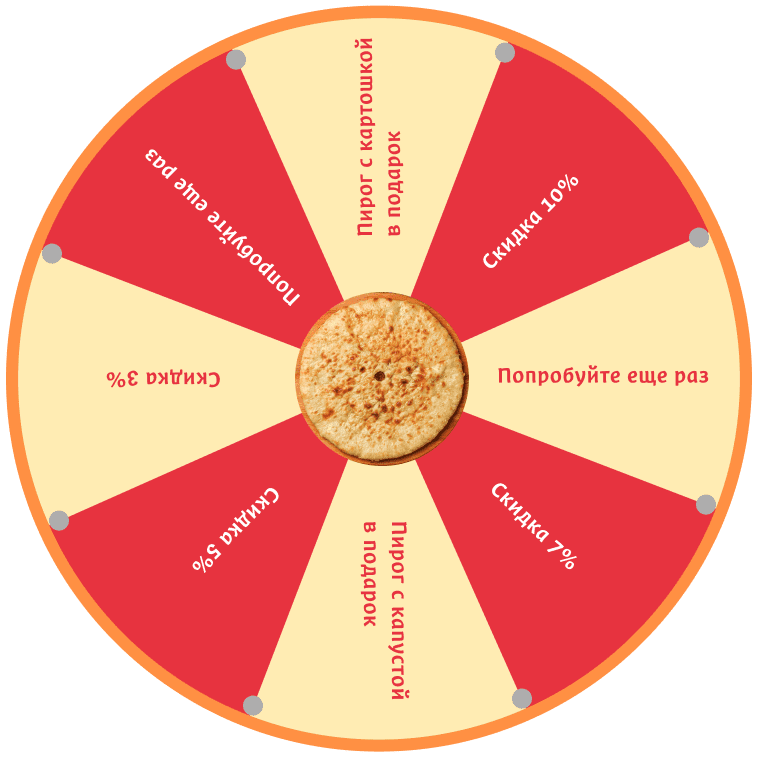 Пирог с картошкой
в подарок
Скидка 10%
Попробуйте еще раз
Скидка 7%
Пирог с капустой
в подарок
Скидка 5%
Скидка 3%
Попробуйте еще раз